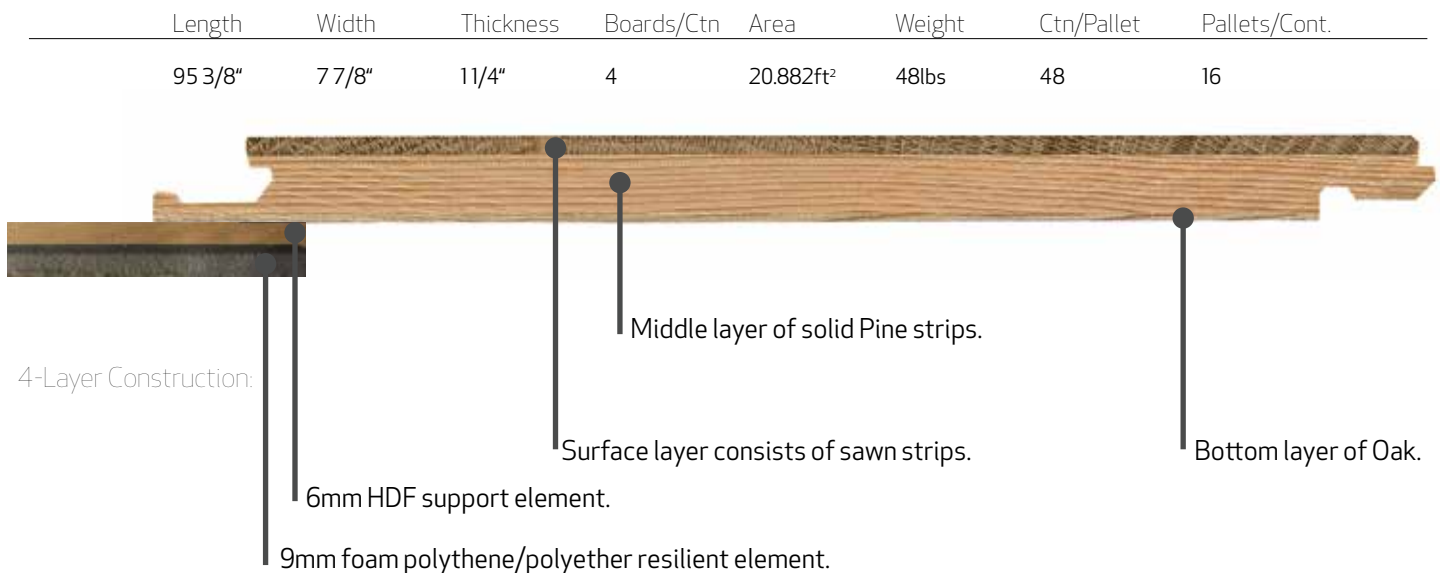 Length Width Thickness Boards/Ctn Area Weight Ctn/Pallet Pallets/Cont.
95 3/8" 7 7/8" 1 1/4" 4 20.882ft² 48lbs 48 16
Middle layer of solid Pine strips.
4-Layer Construction:
Surface layer consists of sawn strips.
Bottom layer of Oak.
6mm HDF support element.
9mm foam polythene/polyether resilient element.